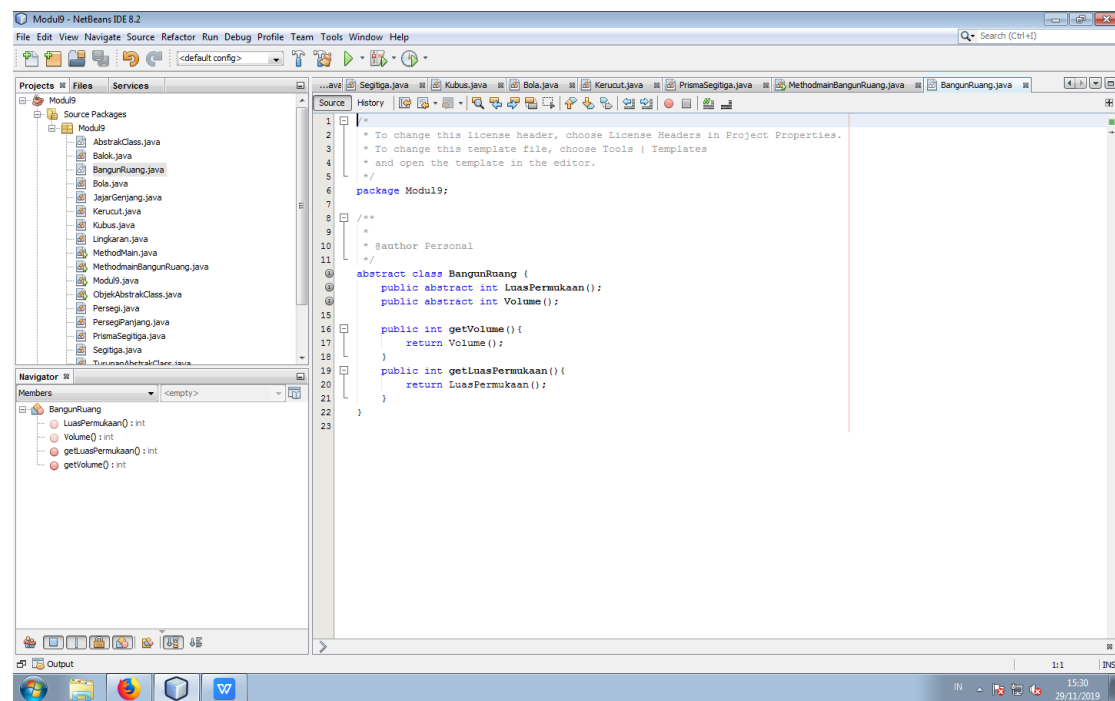 Modul9 - NetBeans IDE 8.2
File Edit View Navigate Source Refactor Run Debug Profile Team Tools Window Help
Search (Ctrl+I)
<default config>
Projects Files Services
Modul9
Source Packages
Modul9
AbstrakClass.java
Balok.java
BangunRuang.java
Bola.java
JajarGenjang.java
Kerucut.java
Kubus.java
Lingkaran.java
MethodMain.java
MethodmainBangunRuang.java
Modul9.java
ObjekAbstrakClass.java
Persegi.java
PersegiPanjang.java
PrismaSegitiga.java
Segitiga.java
TurunanAbstrakClass.java
Navigator
Members <empty>
BangunRuang
LuasPermukaan() : int
Volume() : int
getLuasPermukaan() : int
getVolume() : int
...ava Segitiga.java Kubus.java Bola.java Kerucut.java PrismaSegitiga.java MethodmainBangunRuang.java BangunRuang.java
Source History
1 /*
2 * To change this license header, choose License Headers in Project Properties.
3 * To change this template file, choose Tools | Templates
4 * and open the template in the editor.
5 */
6 package Modul9;
7
8 /**
9 *
10 * @author Personal
11 */
abstract class BangunRuang {
public abstract int LuasPermukaan();
public abstract int Volume();
15
16 public int getVolume(){
17 return Volume();
18 }
19 public int getLuasPermukaan(){
20 return LuasPermukaan();
21 }
22 }
23
Output
1:1 INS
IN 15:30
29/11/2019